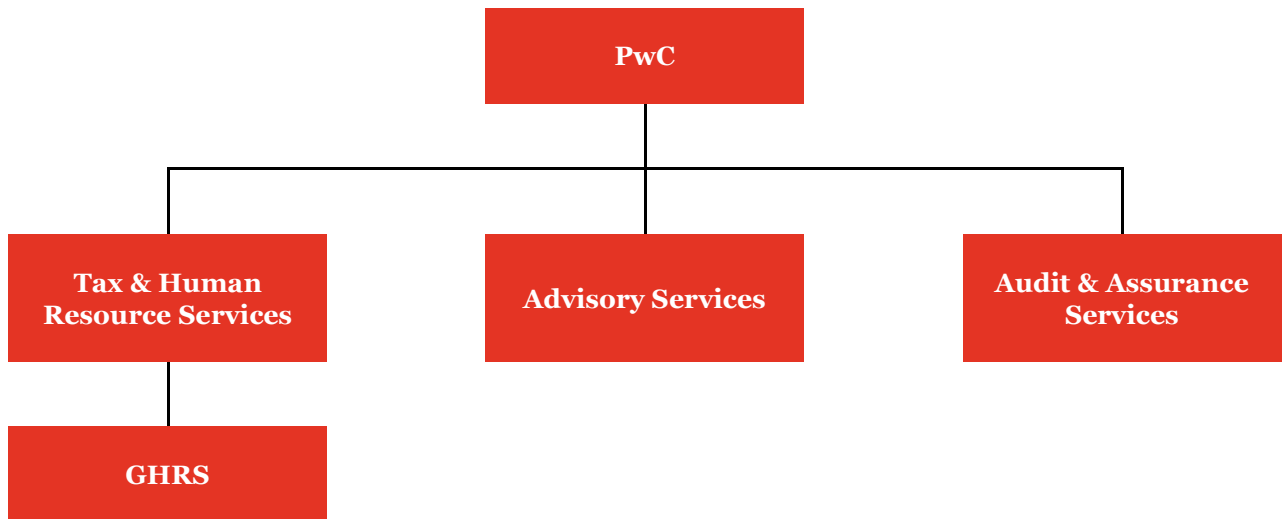 PwC
Tax & Human
Resource Services
Advisory Services
Audit & Assurance
Services
GHRS